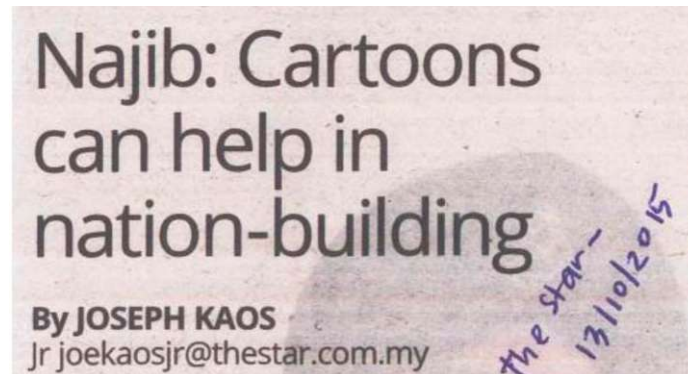 Najib: Cartoons
can help in
nation-building
By JOSEPH KAOS
Jr joekaosjr@thestar.com.my
the star -
13/10/2015